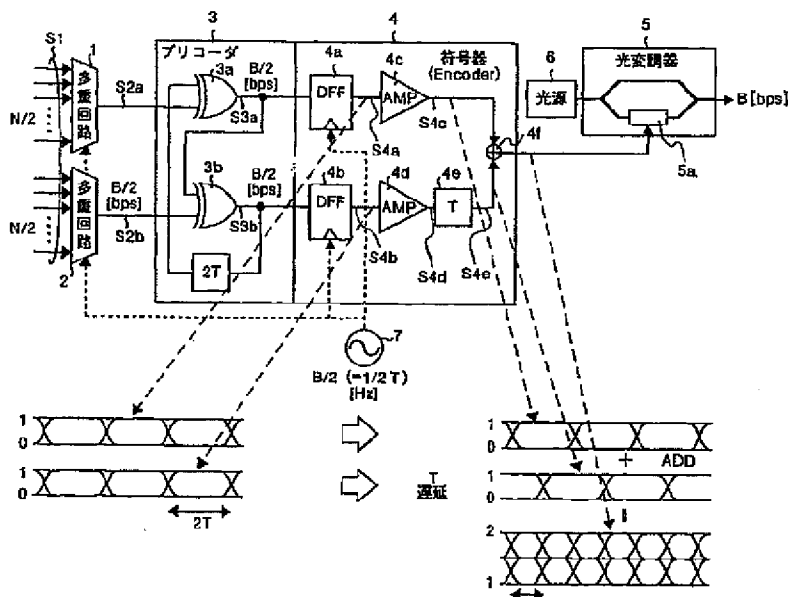 S1
1
多重回路
N/2
S2a
3
プリコーダ
3a
B/2
[bps]
S3a
4
4a
DFF
S4a
4c
AMP
S4c
符号器
(Encoder)
4f
6
光源
5
光変調器
5a
B [bps]
2
多重回路
N/2
B/2
[bps]
S2b
3b
B/2
[bps]
S3b
2T
4b
DFF
S4b
4d
AMP
S4d
4e
T
S4e
7
B/2 (=1/2T)
[Hz]
1
0
1
0
2T
T
遅延
1
0
+ ADD
1
0
2
1